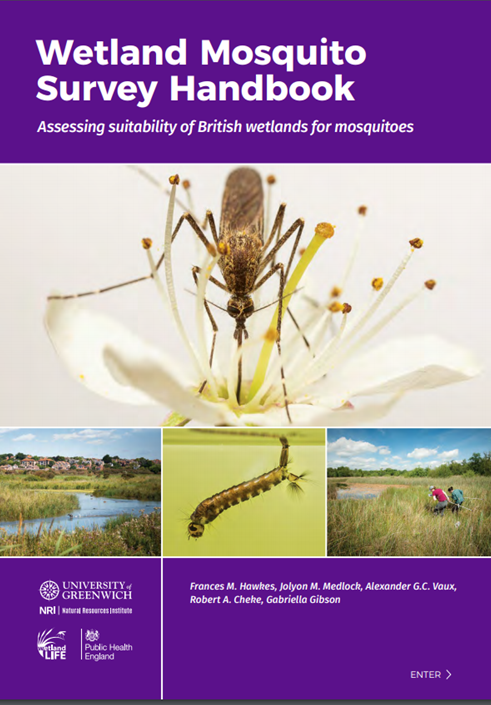 Wetland Mosquito
Survey Handbook
Assessing suitability of British wetlands for mosquitoes
UNIVERSITY of
GREENWICH
NRI | Natural Resources Institute
Wetland
LIFE
Public Health
England
Frances M. Hawkes, Jolyon M. Medlock, Alexander G.C. Vaux,
Robert A. Cheke, Gabriella Gibson
ENTER